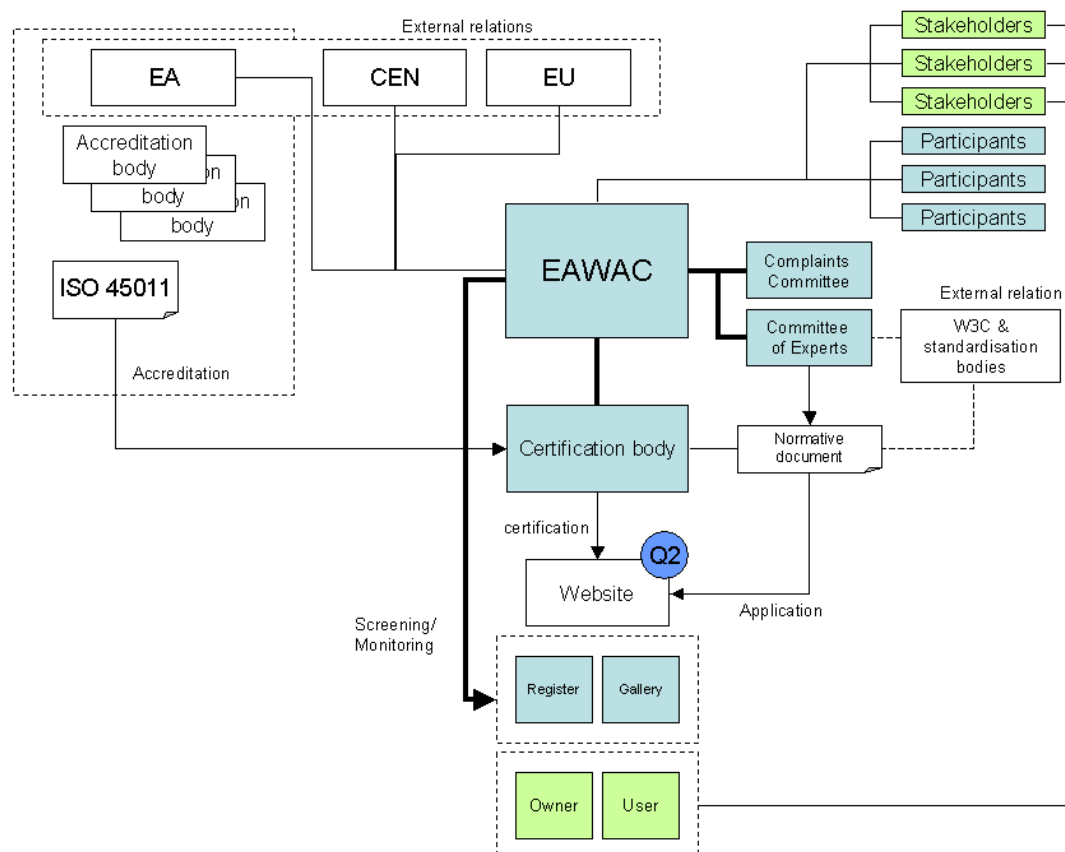 External relations
EA
CEN
EU
Stakeholders
Stakeholders
Stakeholders
Participants
Participants
Participants
Accreditation
body
on
body
on
body
ISO 45011
Accreditation
EAWAC
Complaints
Committee
Committee
of Experts
External relation
W3C &
standardisation
bodies
Certification body
Normative
document
certification
Q2
Website
Application
Screening/
Monitoring
Register
Gallery
Owner
User